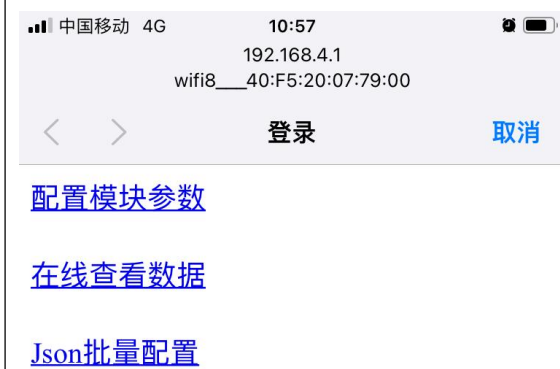 中国移动 4G 10:57
192.168.4.1
wifi8___40:F5:20:07:79:00
登录 取消
配置模块参数
在线查看数据
Json批量配置